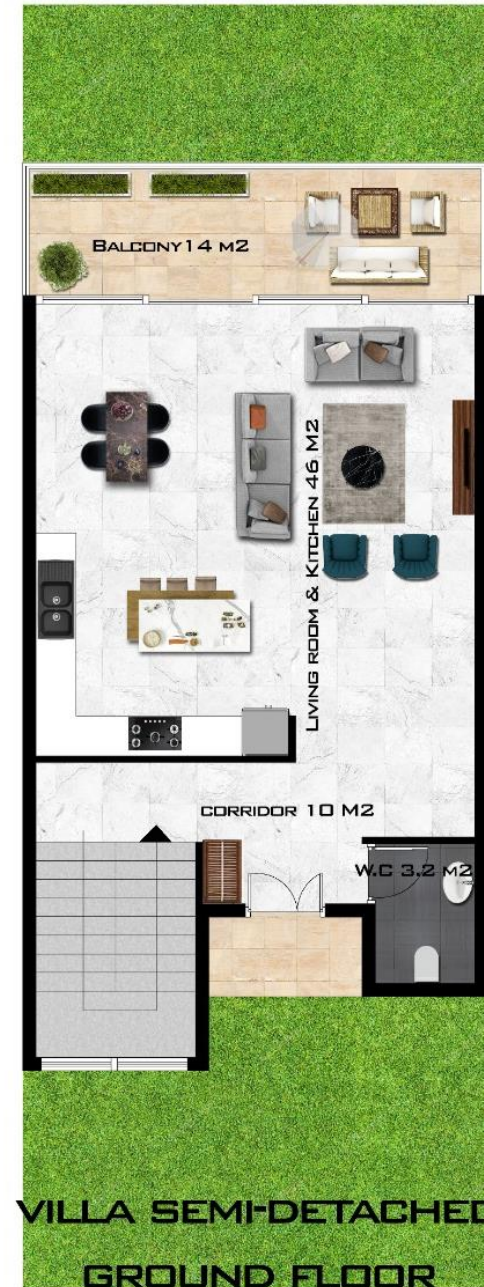 BALCONY 14 M2
LIVING ROOM & KITCHEN 46 M2
CORRIDOR 10 M2
W.C 3.2 M2
VILLA SEMI-DETACHED
GROUND FLOOR